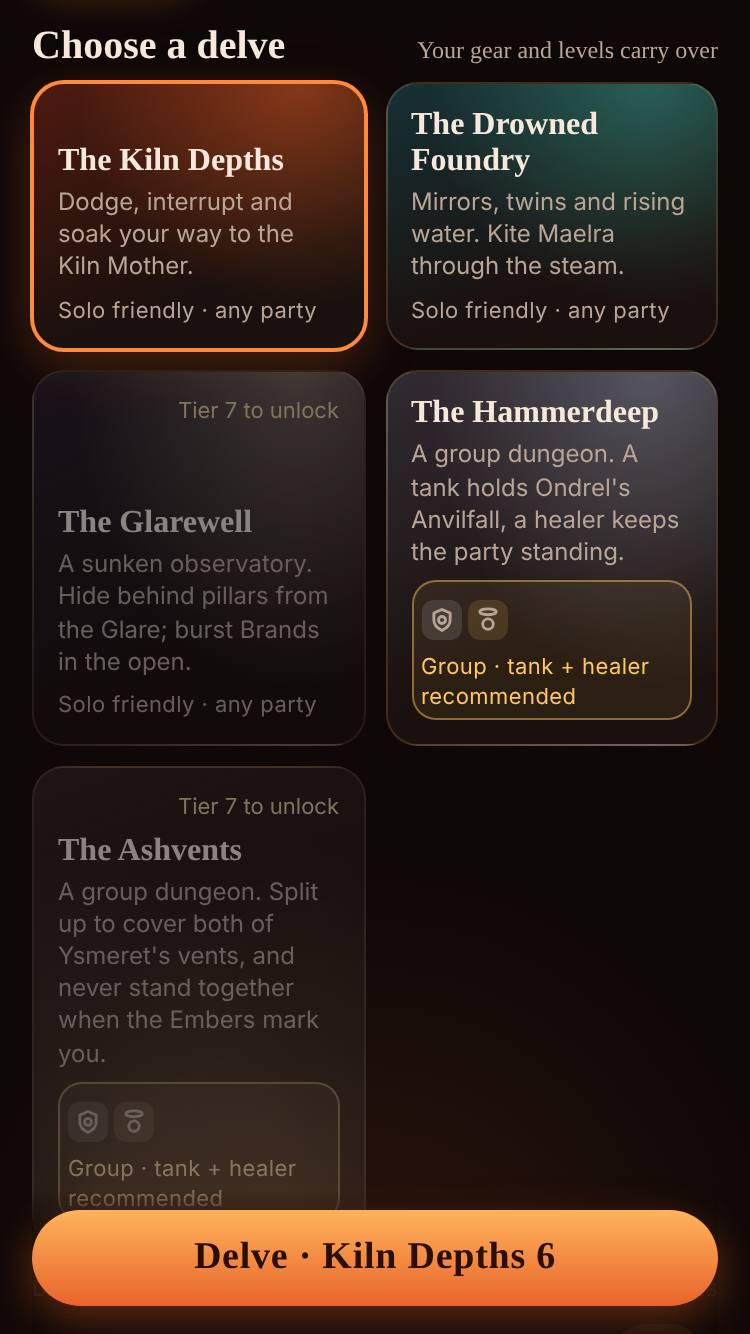 Choose a delve
Your gear and levels carry over
The Kiln Depths
Dodge, interrupt and
soak your way to the
Kiln Mother.
Solo friendly · any party
The Drowned
Foundry
Mirrors, twins and rising
water. Kite Maelra
through the steam.
Solo friendly · any party
Tier 7 to unlock
The Glarewell
A sunken observatory.
Hide behind pillars from
the Glare; burst Brands
in the open.
Solo friendly · any party
The Hammerdeep
A group dungeon. A
tank holds Ondrel's
Anvilfall, a healer keeps
the party standing.
Group · tank + healer
recommended
Tier 7 to unlock
The Ashvents
A group dungeon. Split
up to cover both of
Ysmeret's vents, and
never stand together
when the Embers mark
you.
Group · tank + healer
recommended
Delve · Kiln Depths 6